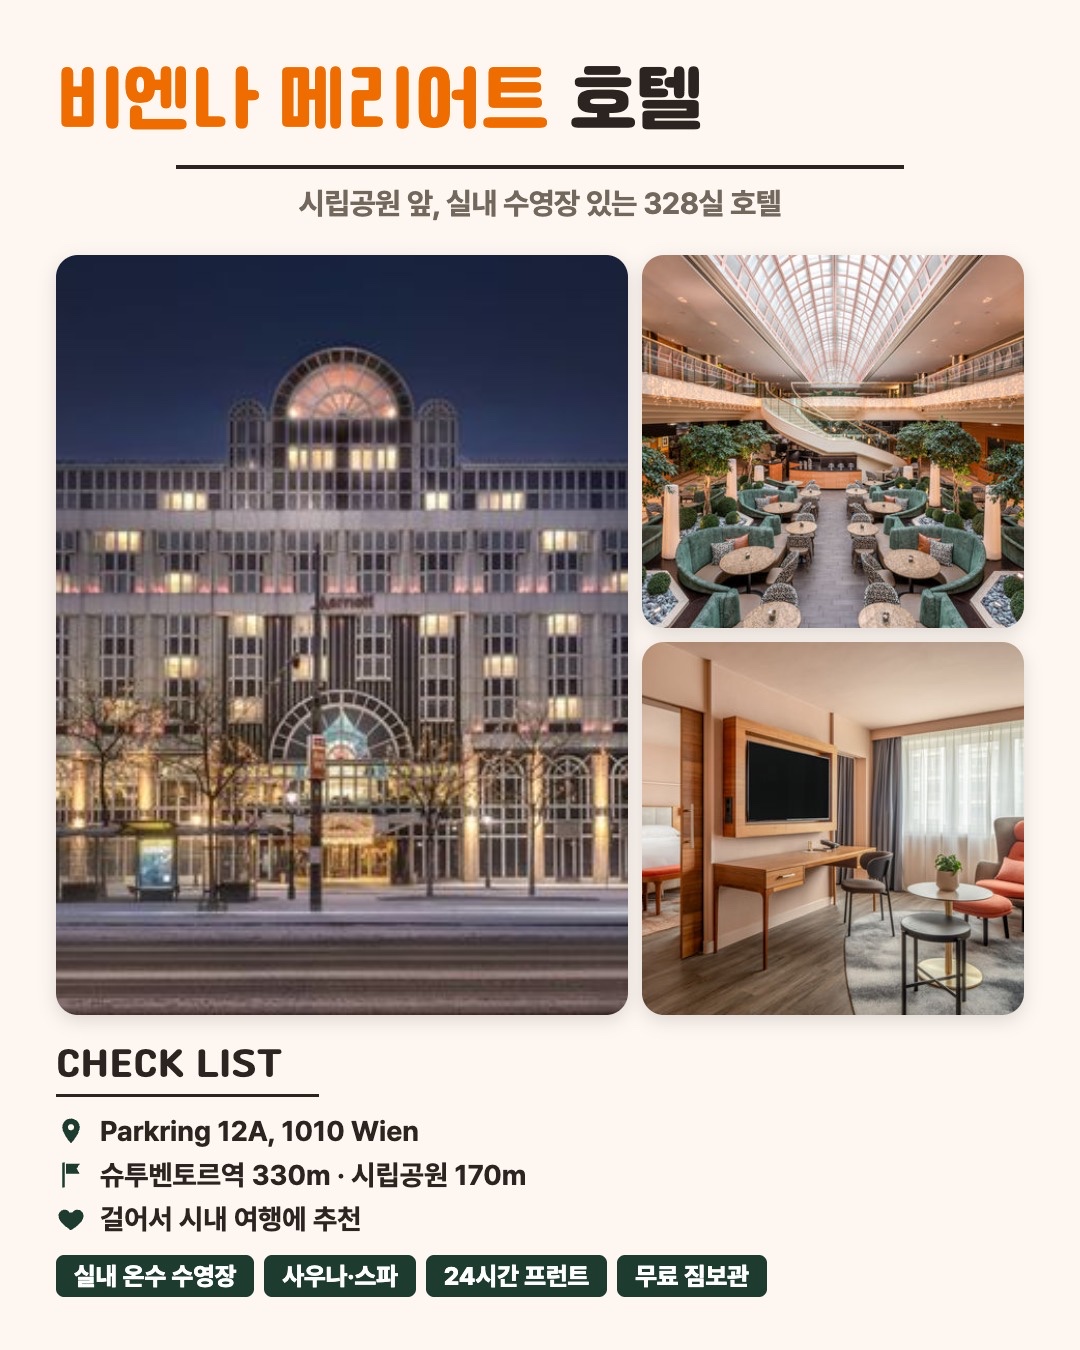 비엔나 메리어트 호텔
시립공원 앞, 실내 수영장 있는 328실 호텔
Marriott
CHECK LIST
Parkring 12A, 1010 Wien
슈투벤토르역 330m · 시립공원 170m
걸어서 시내 여행에 추천
실내 온수 수영장 사우나·스파 24시간 프런트 무료 짐보관